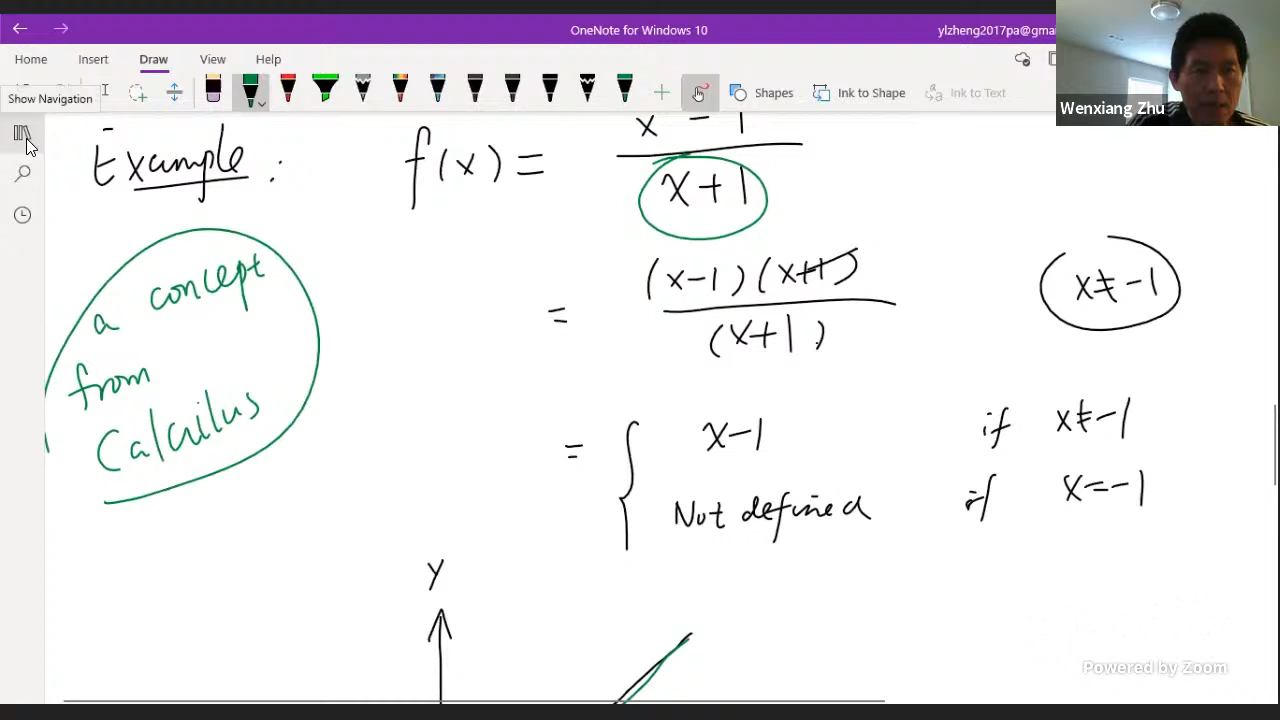 OneNote for Windows 10
ylzheng2017pa@gmai
Home Insert Draw View Help
Shapes Ink to Shape Ink to Text
Show Navigation
Wenxiang Zhu
Example : f(x) = x - 1
x+1
= (x-1)(x+1) x≠-1
(x+1)
a concept
from
Calculus
= { x-1 if x≠-1
Not defined if x=-1
Y
Powered by Zoom